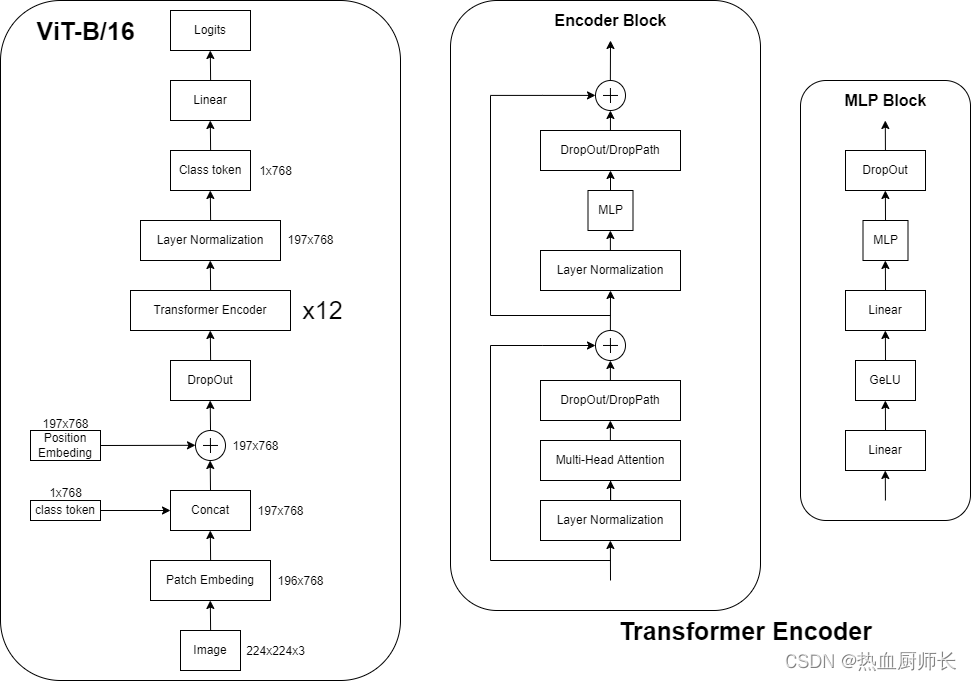 ViT-B/16
Logits
Linear
Class token
1x768
Layer Normalization
197x768
Transformer Encoder
x12
DropOut
197x768
Position
Embeding
197x768
1x768
class token
Concat
197x768
Patch Embeding
196x768
Image
224x224x3
Encoder Block
DropOut/DropPath
MLP
Layer Normalization
DropOut/DropPath
Multi-Head Attention
Layer Normalization
MLP Block
DropOut
MLP
Linear
GeLU
Linear
Transformer Encoder
CSDN @热血厨师长